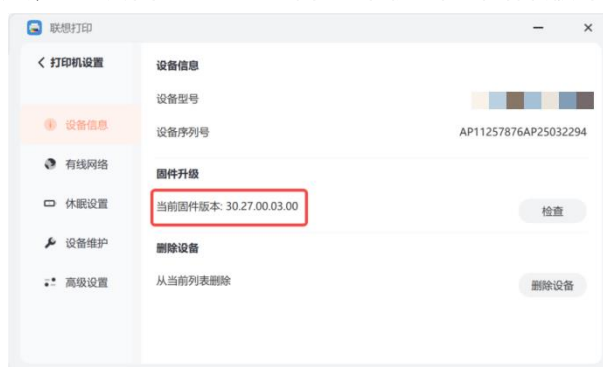 联想打印
打印机设置
设备信息
有线网络
休眠设置
设备维护
高级设置
设备信息
设备型号
设备序列号 AP11257876AP25032294
固件升级
当前固件版本: 30.27.00.03.00 检查
删除设备
从当前列表删除 删除设备